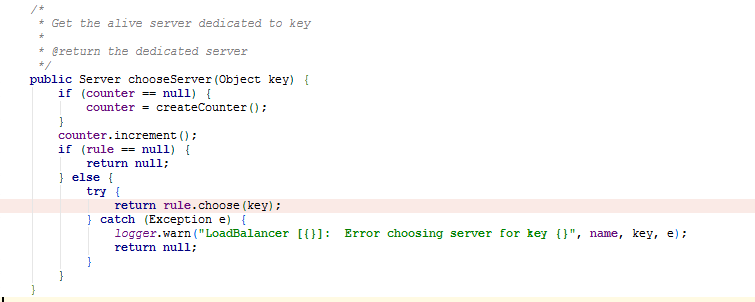 /*
 * Get the alive server dedicated to key
 *
 * @return the dedicated server
 */
public Server chooseServer(Object key) {
    if (counter == null) {
        counter = createCounter();
    }
    counter.increment();
    if (rule == null) {
        return null;
    } else {
        try {
            return rule.choose(key);
        } catch (Exception e) {
            logger.warn("LoadBalancer [{}]:  Error choosing server for key {}", name, key, e);
            return null;
        }
    }
}